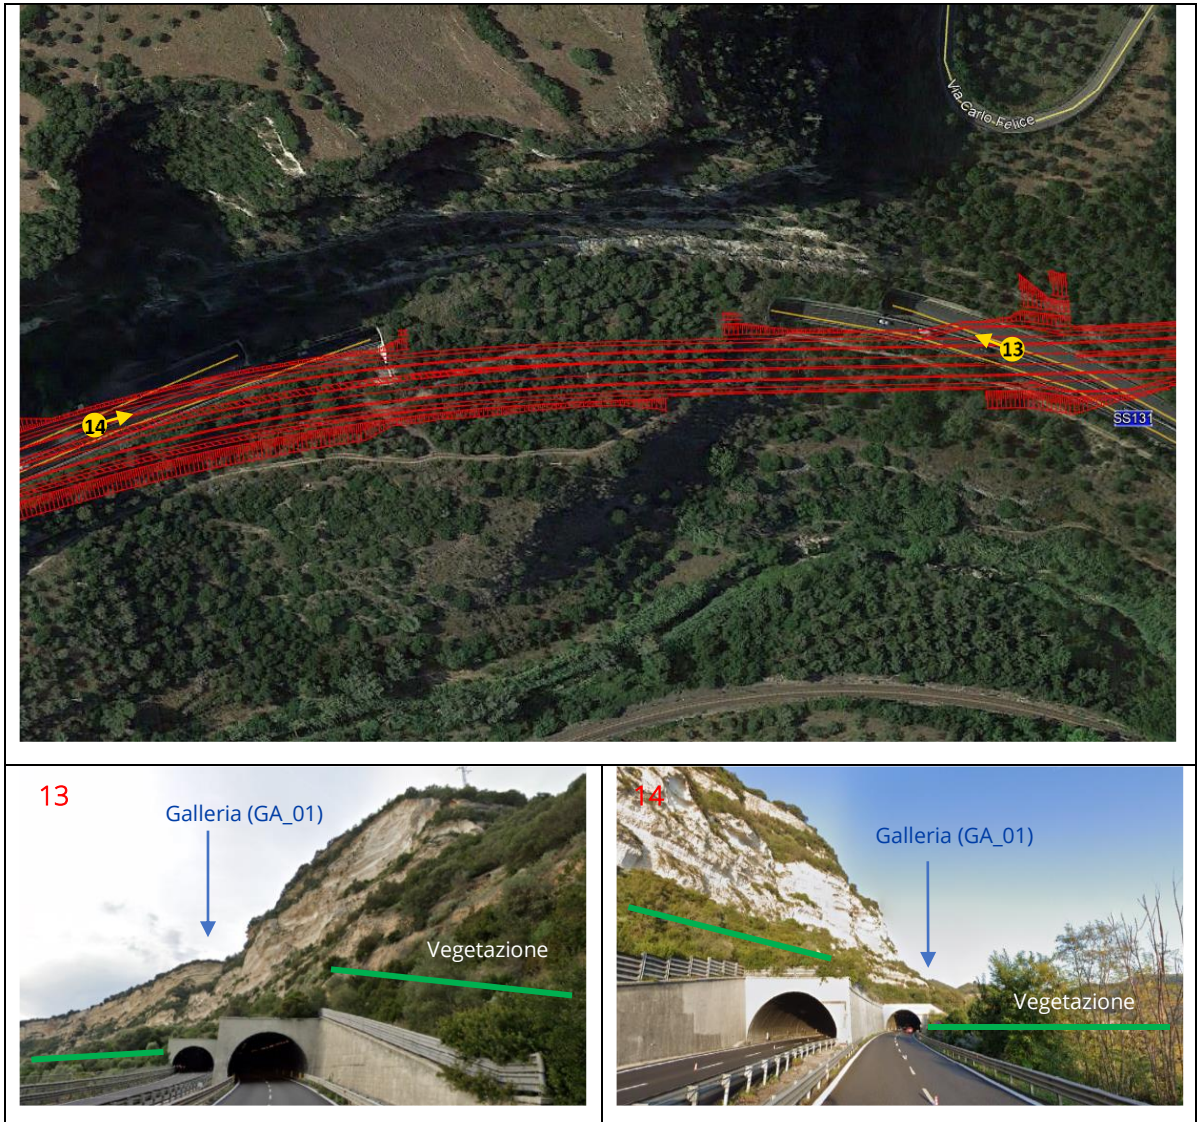 Via Carlo Felice
13
14
SS131
13
Galleria (GA_01)
Vegetazione
14
Galleria (GA_01)
Vegetazione